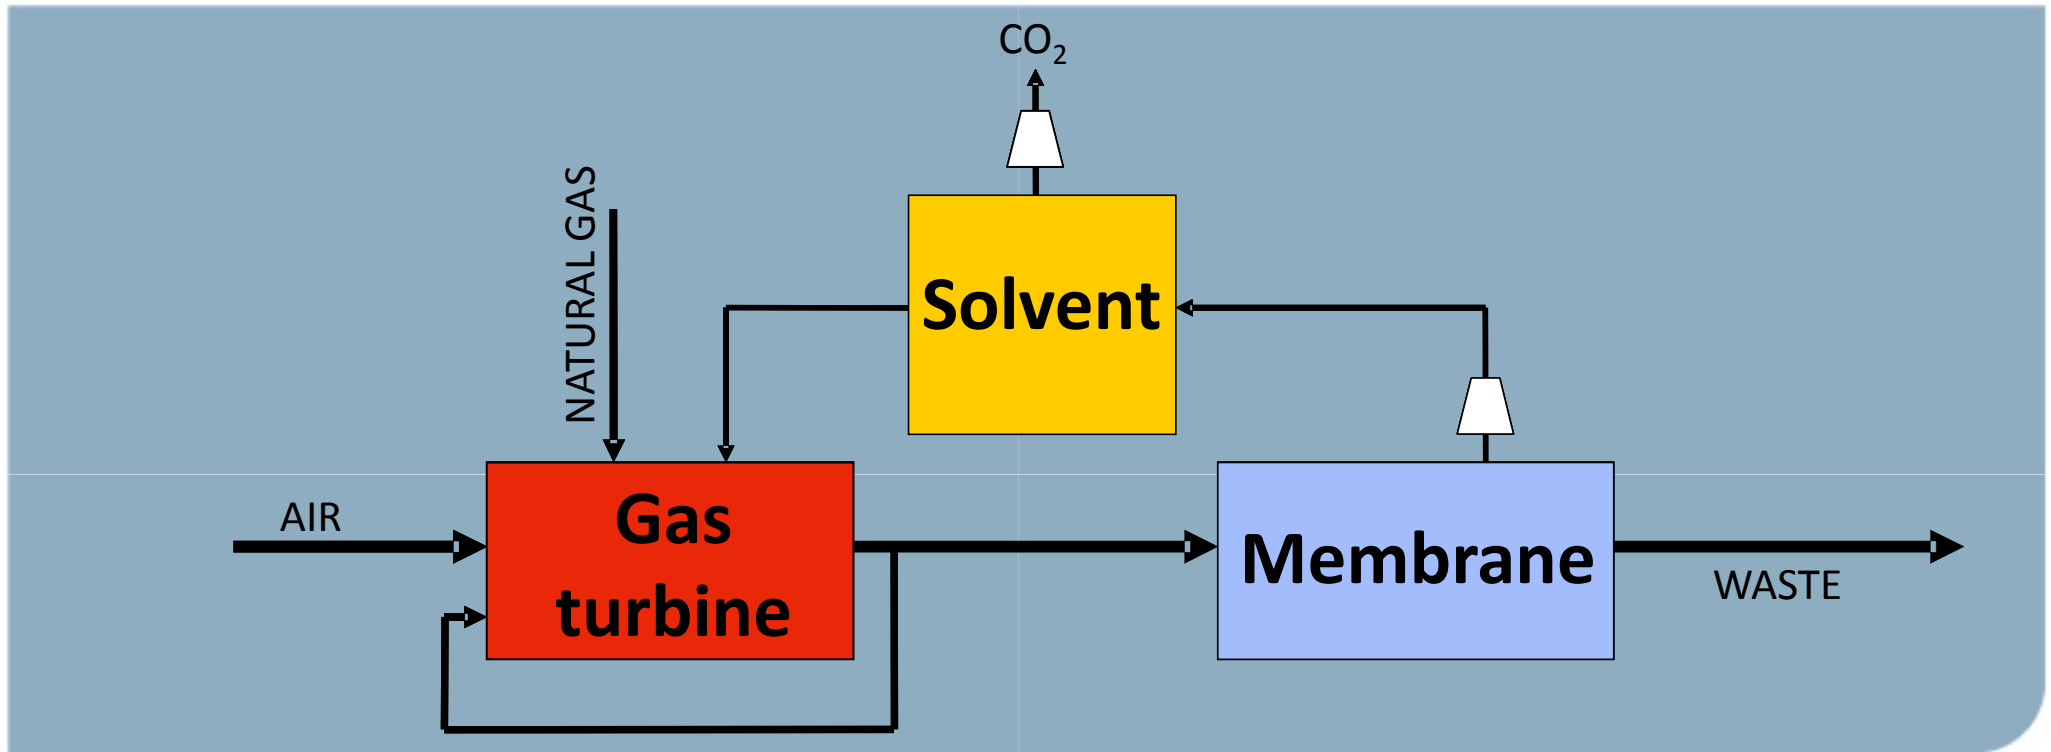 CO₂
NATURAL GAS
Solvent
AIR
Gas
turbine
Membrane
WASTE